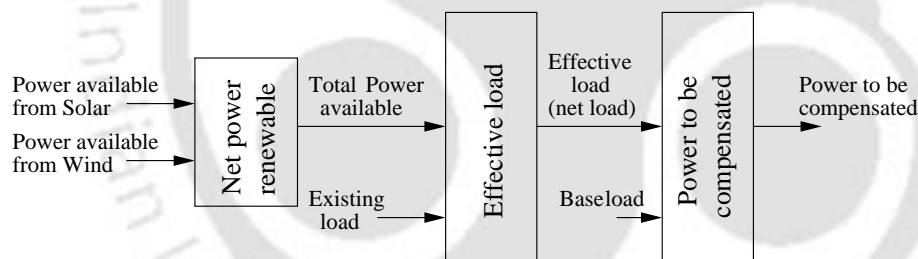 Power available
from Solar
Power available
from Wind
Net power
renewable
Total Power
available
Existing
load
Effective load
Effective
load
(net load)
Baseload
Power to be
compensated
Power to be
compensated
Indian I